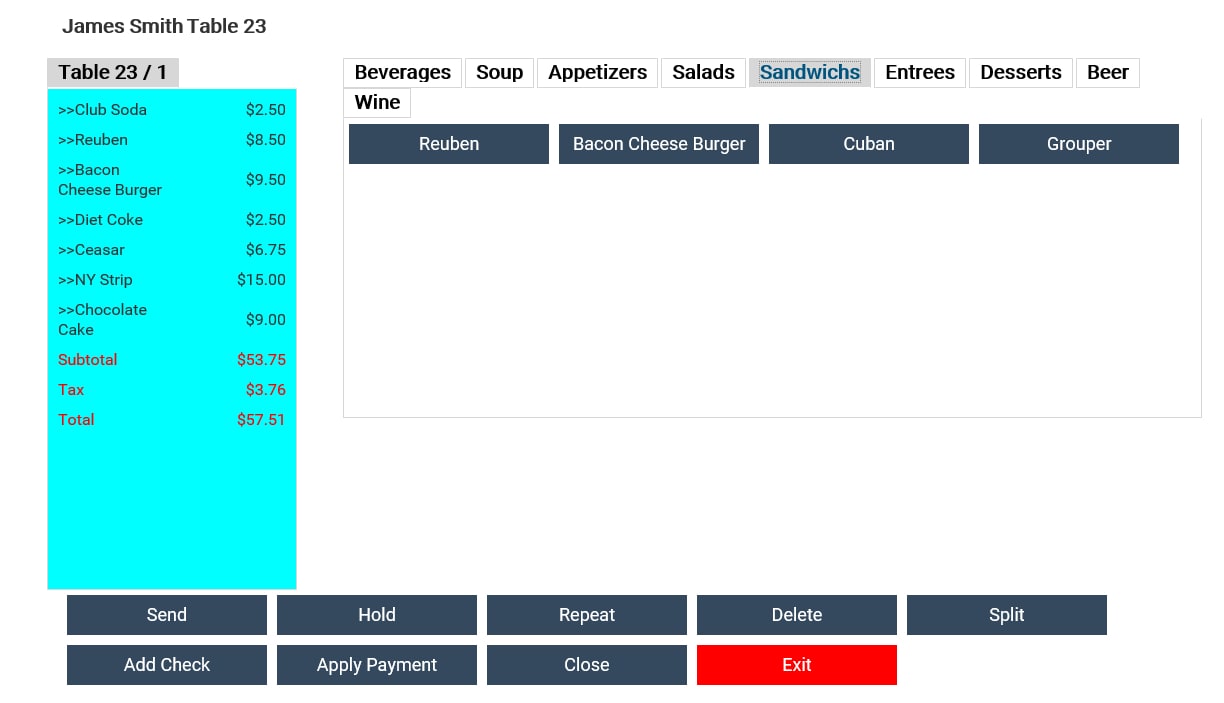 James Smith Table 23
Table 23 / 1
>>Club Soda $2.50
>>Reuben $8.50
>>Bacon
Cheese Burger $9.50
>>Diet Coke $2.50
>>Ceasar $6.75
>>NY Strip $15.00
>>Chocolate
Cake $9.00
Subtotal $53.75
Tax $3.76
Total $57.51
Beverages Soup Appetizers Salads Sandwichs Entrees Desserts Beer
Wine
Reuben Bacon Cheese Burger Cuban Grouper
Send Hold Repeat Delete Split
Add Check Apply Payment Close Exit